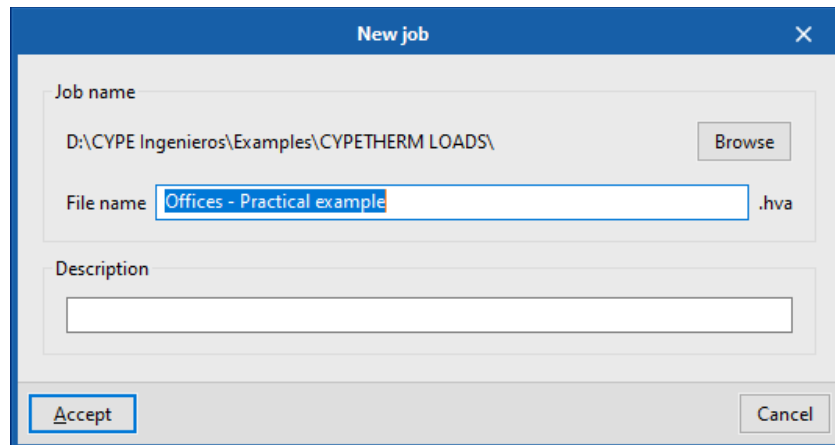 New job
Job name
D:\CYPE Ingenieros\Examples\CYPETHERM LOADS\ Browse
File name Offices - Practical example .hva
Description
Accept Cancel